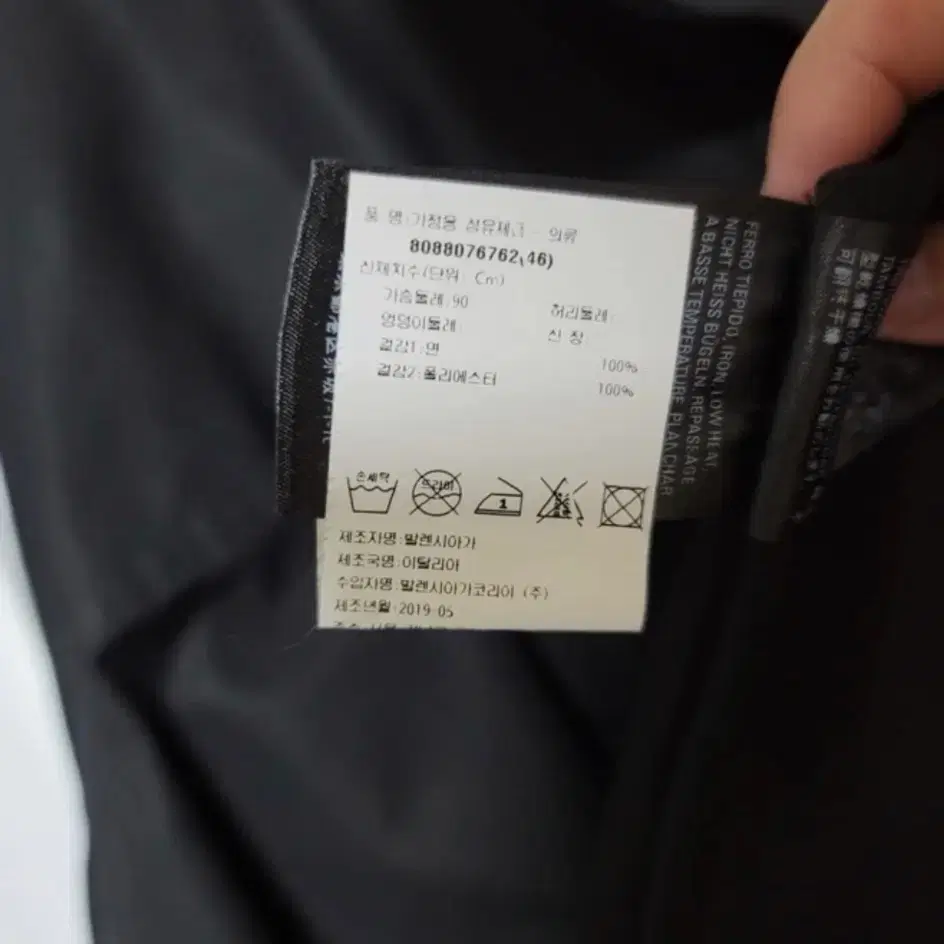 품 명:가정용 섬유제품 - 의류
8088076762(46)
신체치수(단위: Cm)
가슴둘레:90
허리둘레:
엉덩이둘레
신 장
겉감1:면 100%
겉감2:폴리에스터 100%
손세탁
드라이
1
제조자명:발렌시아가
제조국명:이탈리아
수입자명:발렌시아가코리아 (주)
제조년월:2019-05
FERRO TIEPIDO, IRON, LOW HEAT,
NICHT HEISS BUGELN, REPASSAGE
A BASSE TEMPERATURE, PLANCHAR